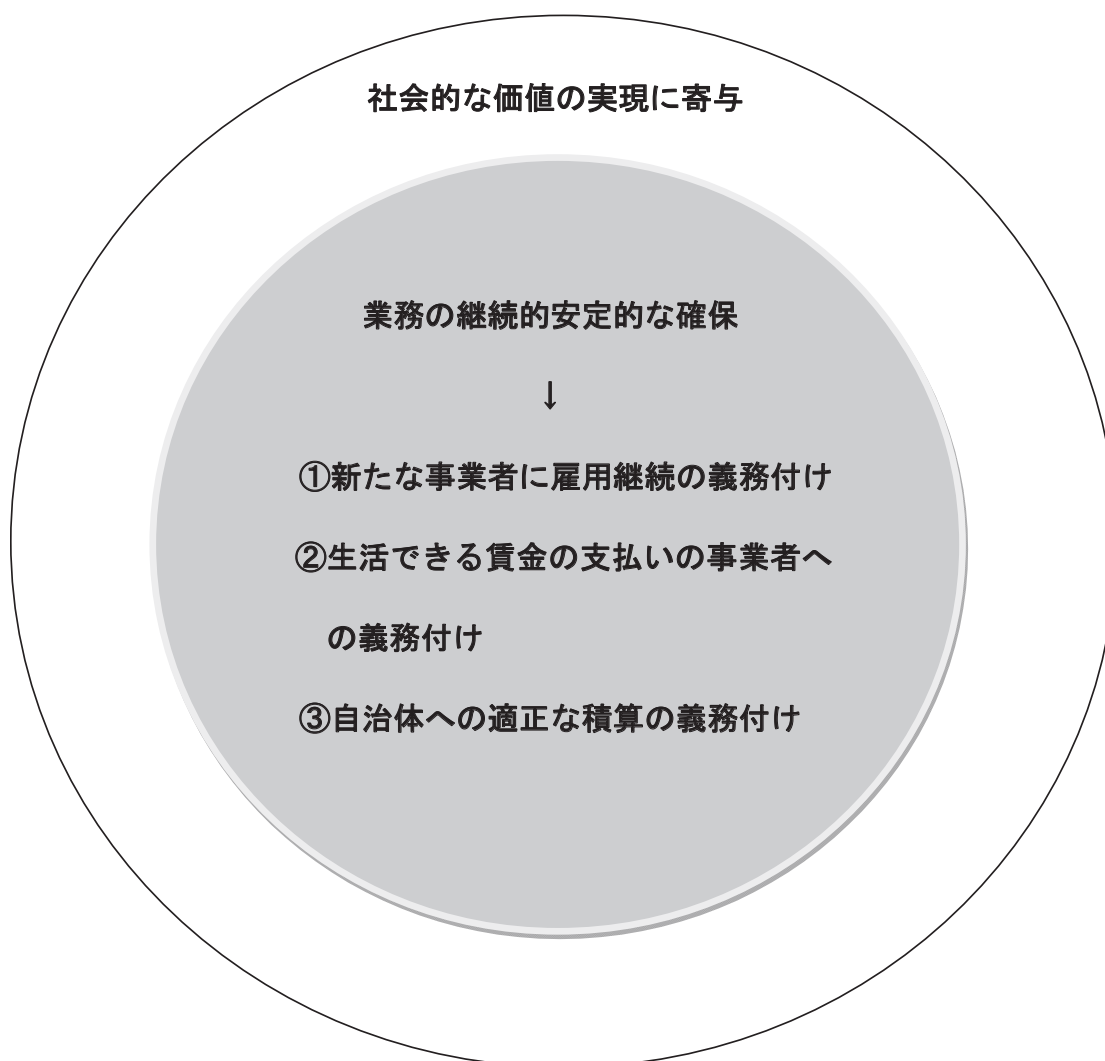 社会的な価値の実現に寄与
業務の継続的安定的な確保
↓
①新たな事業者に雇用継続の義務付け
②生活できる賃金の支払いの事業者へ
の義務付け
③自治体への適正な積算の義務付け